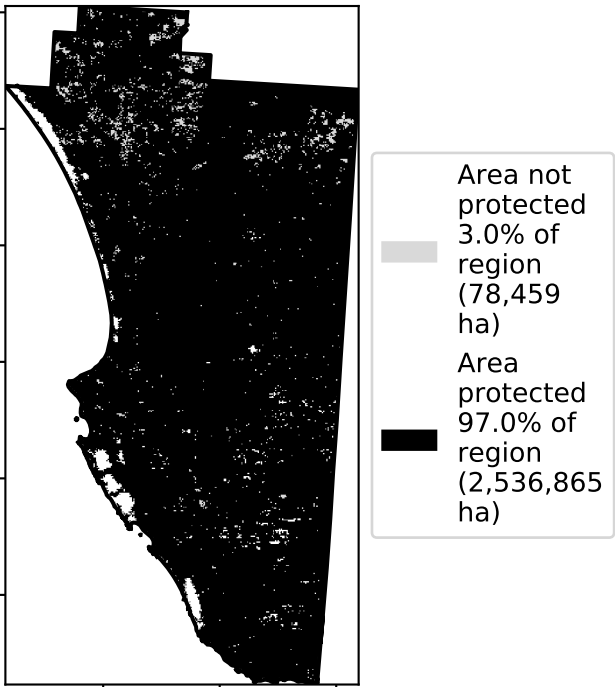 Area not
protected
3.0% of
region
(78,459
ha)
Area
protected
97.0% of
region
(2,536,865
ha)